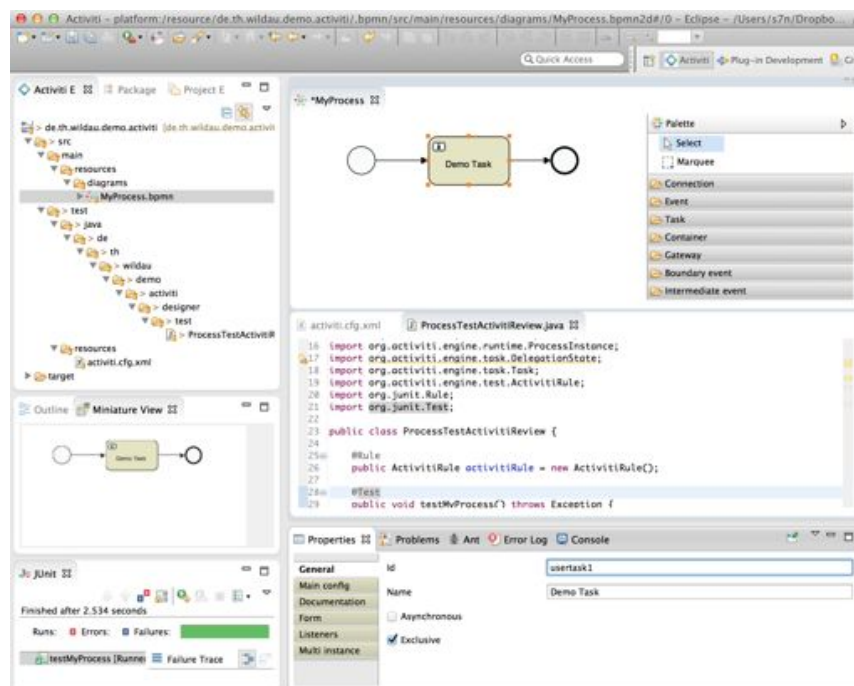 Activiti - platform:/resource/de.th.wildau.demo.activiti/.bpmn/src/main/resources/diagrams/MyProcess.bpmn2d#/0 - Eclipse - /Users/s7n/Dropbo...
Quick Access
Activiti
Plug-in Development
Activiti E
Package
Project E
> de.th.wildau.demo.activiti [de.th.wildau.demo.activiti
> src
> main
> resources
> diagrams
MyProcess.bpmn
> test
> java
> de
> th
> wildau
> demo
> activiti
> designer
> test
> ProcessTestActivitiR
> resources
activiti.cfg.xml
> target
*MyProcess
Demo Task
Palette
Select
Marquee
Connection
Event
Task
Container
Gateway
Boundary event
Intermediate event
Outline
Miniature View
Demo Task
activiti.cfg.xml
ProcessTestActivitiReview.java
16 import org.activiti.engine.runtime.ProcessInstance;
17 import org.activiti.engine.task.DelegationState;
18 import org.activiti.engine.task.Task;
19 import org.activiti.engine.test.ActivitiRule;
20 import org.junit.Rule;
21 import org.junit.Test;
22
23 public class ProcessTestActivitiReview {
24
25 @Rule
26 public ActivitiRule activitiRule = new ActivitiRule();
27
28 @Test
29 public void testMyProcess() throws Exception {
JUnit
Finished after 2.534 seconds
Runs:
Errors:
Failures:
testMyProcess [Runner
Failure Trace
Properties
Problems
Ant
Error Log
Console
General
Main config
Documentation
Form
Listeners
Multi instance
Id
usertask1
Name
Demo Task
Asynchronous
Exclusive